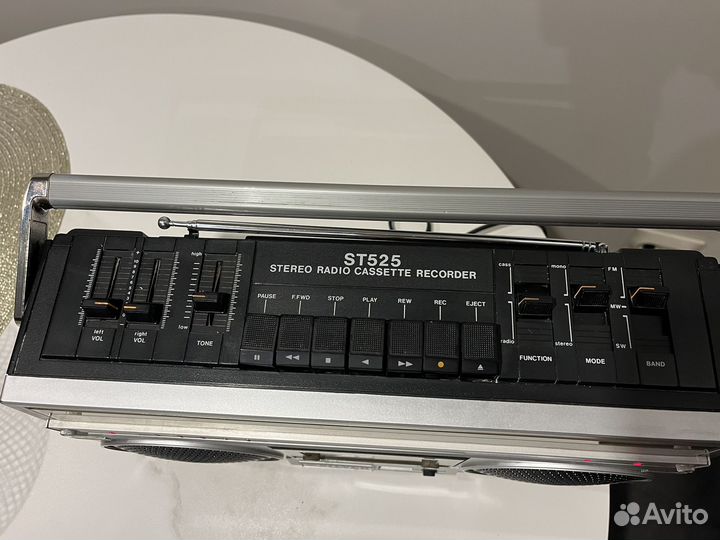 ST525
STEREO RADIO CASSETTE RECORDER
PAUSE F.FWD STOP PLAY REW REC EJECT
high
low
left VOL
right VOL
TONE
cass
radio
FUNCTION
mono
stereo
MODE
FM
MW
SW
BAND
Avito